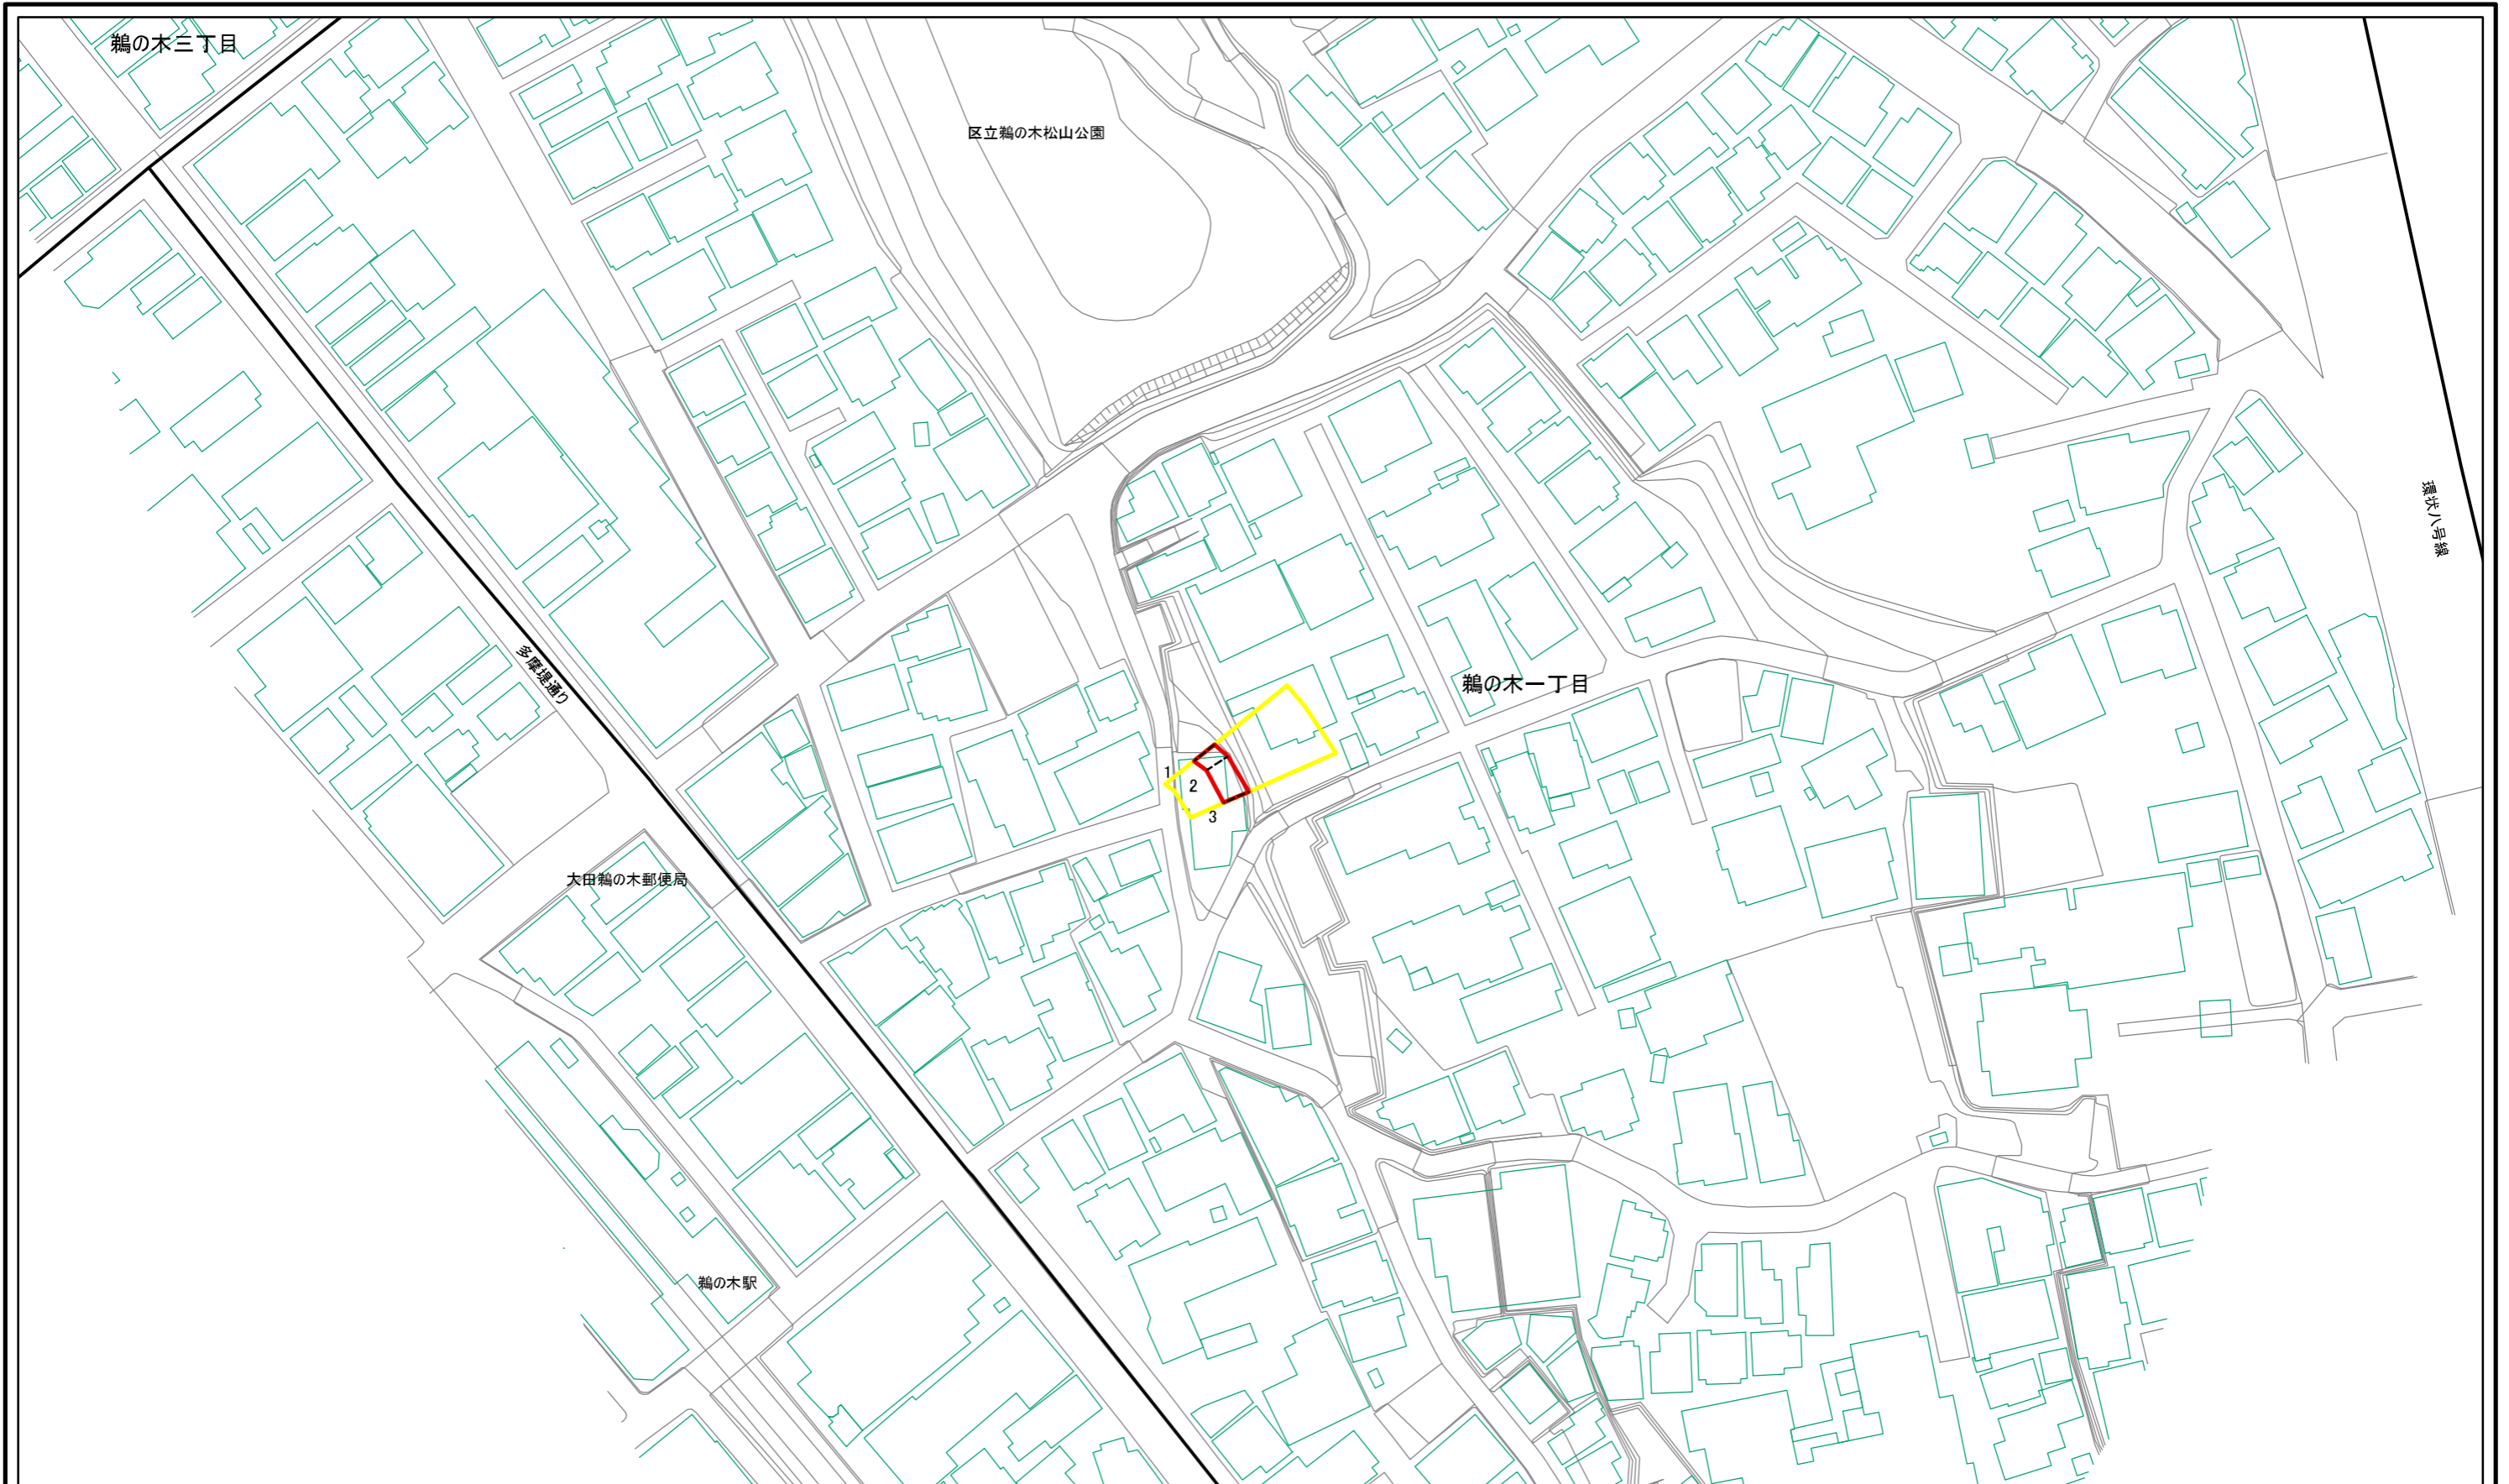 鵜の木三丁目
区立鵜の木松山公園
環状八号線
多摩堤通り
鵜の木一丁目
1
2
3
大田鵜の木郵便局
鵜の木駅